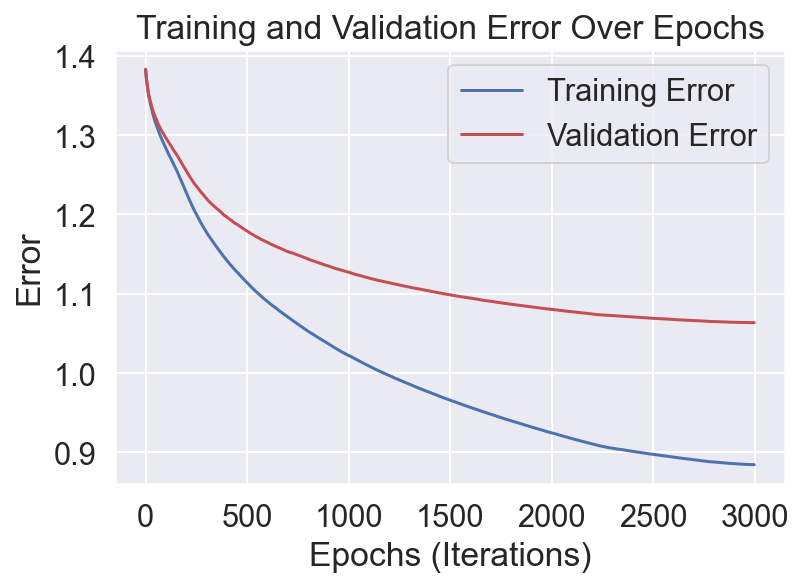 Training and Validation Error Over Epochs
1.4
1.3
1.2
1.1
1.0
0.9
Error
Training Error
Validation Error
0 500 1000 1500 2000 2500 3000
Epochs (Iterations)